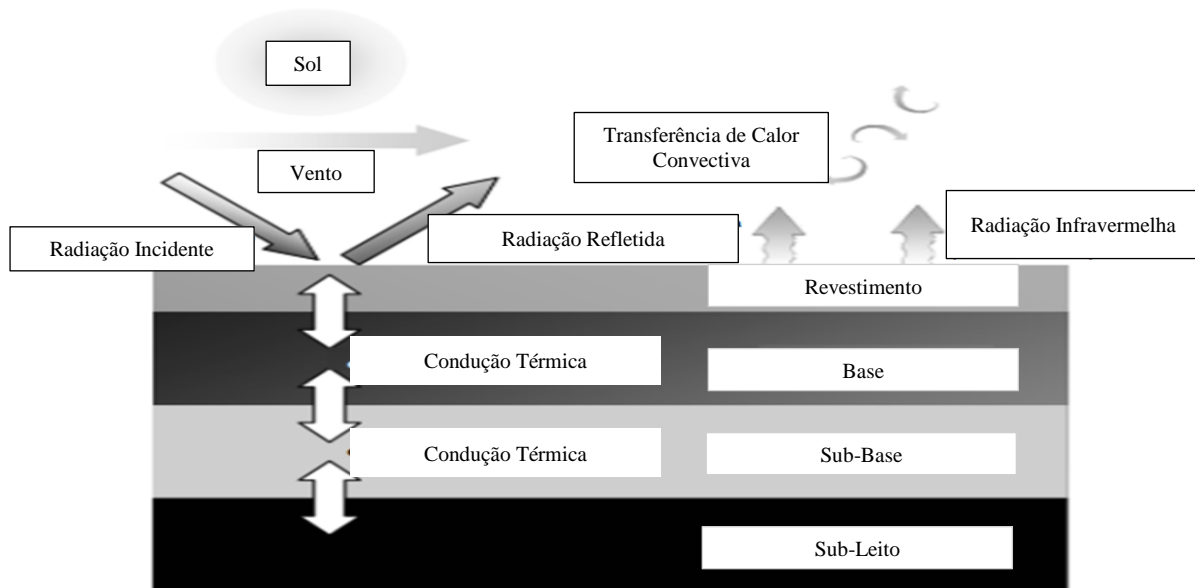 Sol
Transferência de Calor
Convectiva
Vento
Radiação Incidente
Radiação Refletida
Radiação Infravermelha
Revestimento
Condução Térmica
Base
Condução Térmica
Sub-Base
Sub-Leito